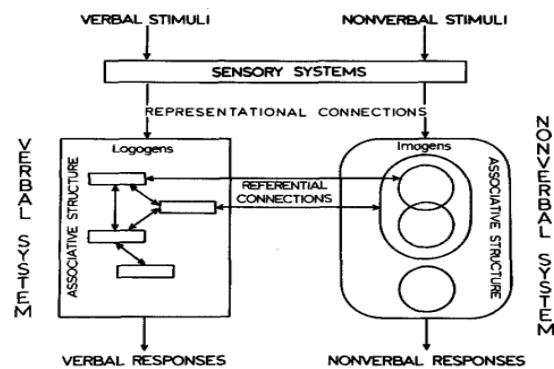 VERBAL STIMULI
NONVERBAL STIMULI
SENSORY SYSTEMS
REPRESENTATIONAL CONNECTIONS
VERBAL SYSTEM
ASSOCIATIVE STRUCTURE
Logogens
REFERENTIAL
CONNECTIONS
Imagens
ASSOCIATIVE STRUCTURE
NONVERBAL SYSTEM
VERBAL RESPONSES
NONVERBAL RESPONSES